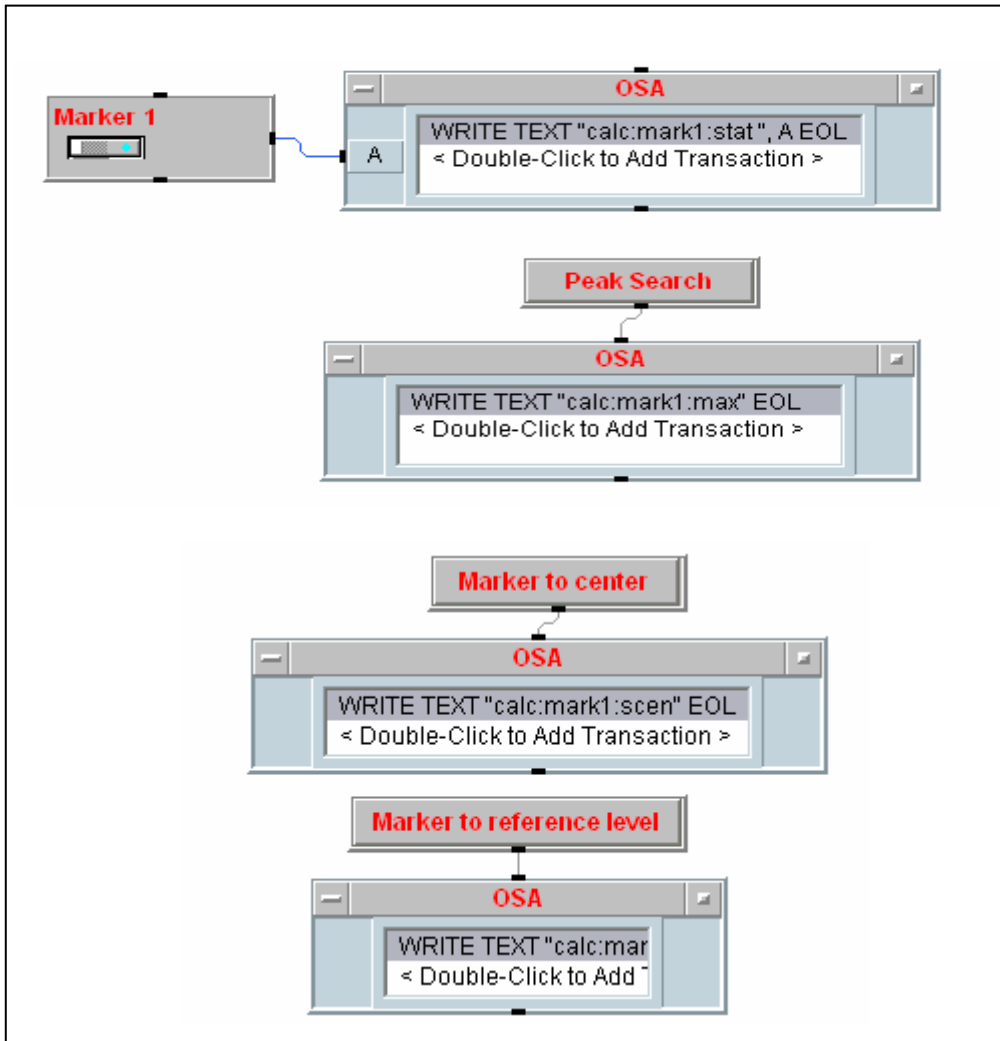 Marker 1
OSA
A
WRITE TEXT "calc:mark1:stat ", A EOL
< Double-Click to Add Transaction >
Peak Search
OSA
WRITE TEXT "calc:mark1:max" EOL
< Double-Click to Add Transaction >
Marker to center
OSA
WRITE TEXT "calc:mark1:scen" EOL
< Double-Click to Add Transaction >
Marker to reference level
OSA
WRITE TEXT "calc:mar
< Double-Click to Add